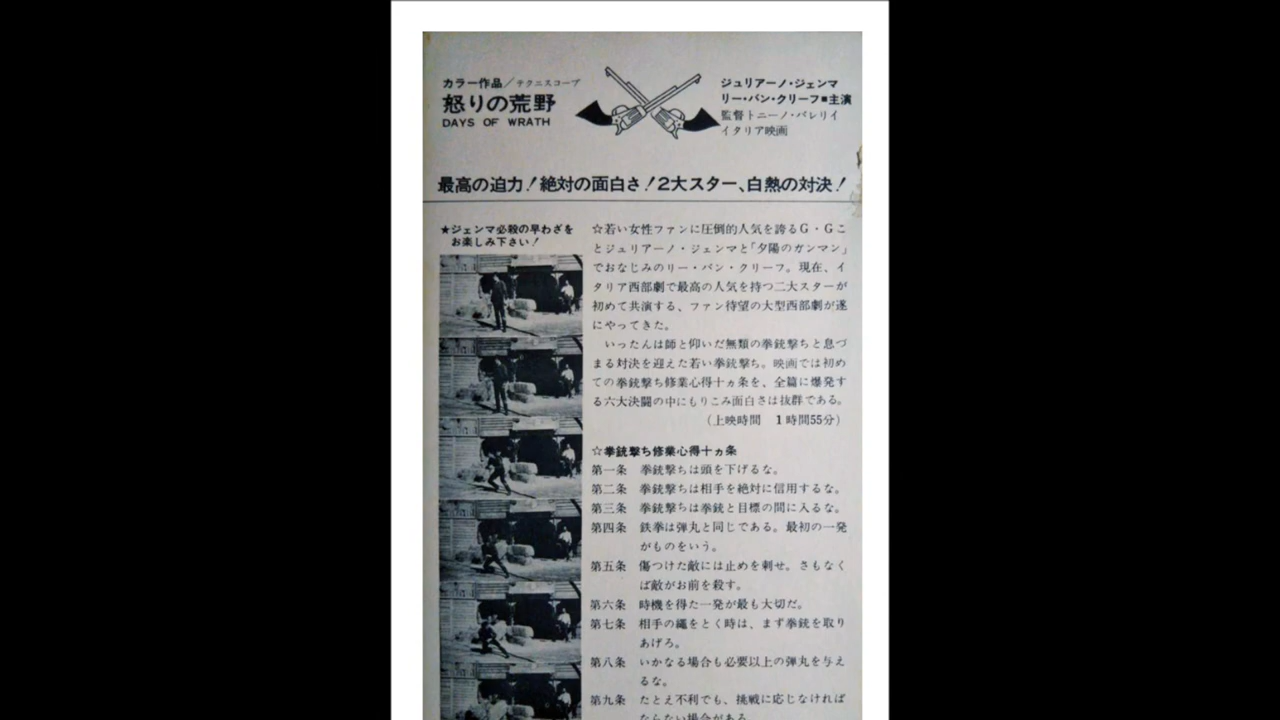 カラー作品/テクニスコープ
怒りの荒野
DAYS OF WRATH
ジュリアーノ・ジェンマ
リー・バン・クリーフ■主演
監督トニーノ・バレリイ
イタリア映画
最高の迫力!絶対の面白さ!2大スター、白熱の対決!
★ジェンマ必殺の早わざを
お楽しみ下さい!
☆若い女性ファンに圧倒的人気を誇るG・Gこ
とジュリアーノ・ジェンマと「夕陽のガンマン」
でおなじみのリー・バン・クリーフ。現在、イ
タリア西部劇で最高の人気を持つ二大スターが
初めて共演する、ファン待望の大型西部劇が遂
にやってきた。
いったんは師と仰いだ無類の拳銃撃ちと息づ
まる対決を迎えた若い拳銃撃ち。映画では初め
ての拳銃撃ち修業心得十ヵ条を、全篇に爆発す
る六大決闘の中にもりこみ面白さは抜群である。
(上映時間 1時間55分)
☆拳銃撃ち修業心得十ヵ条
第一条 拳銃撃ちは頭を下げるな。
第二条 拳銃撃ちは相手を絶対に信用するな。
第三条 拳銃撃ちは拳銃と目標の間に入るな。
第四条 鉄拳は弾丸と同じである。最初の一発
がものをいう。
第五条 傷つけた敵には止めを刺せ。さもなく
ば敵がお前を殺す。
第六条 時機を得た一発が最も大切だ。
第七条 相手の縄をとく時は、まず拳銃を取り
あげろ。
第八条 いかなる場合も必要以上の弾丸を与え
るな。
第九条 たとえ不利でも、挑戦に応じなければ
ならない場合がある